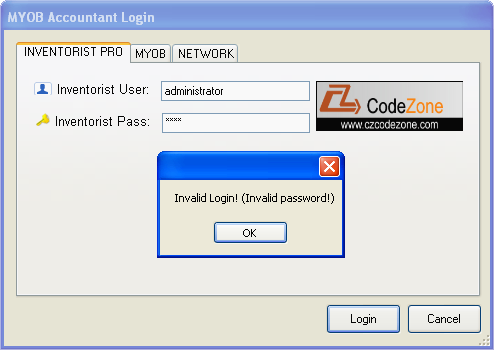 MYOB Accountant Login
INVENTORIST PRO MYOB NETWORK
Inventorist User: administrator
CodeZone
Inventorist Pass: ****
www.czcodezone.com
Invalid Login! (Invalid password!)
OK
Login Cancel